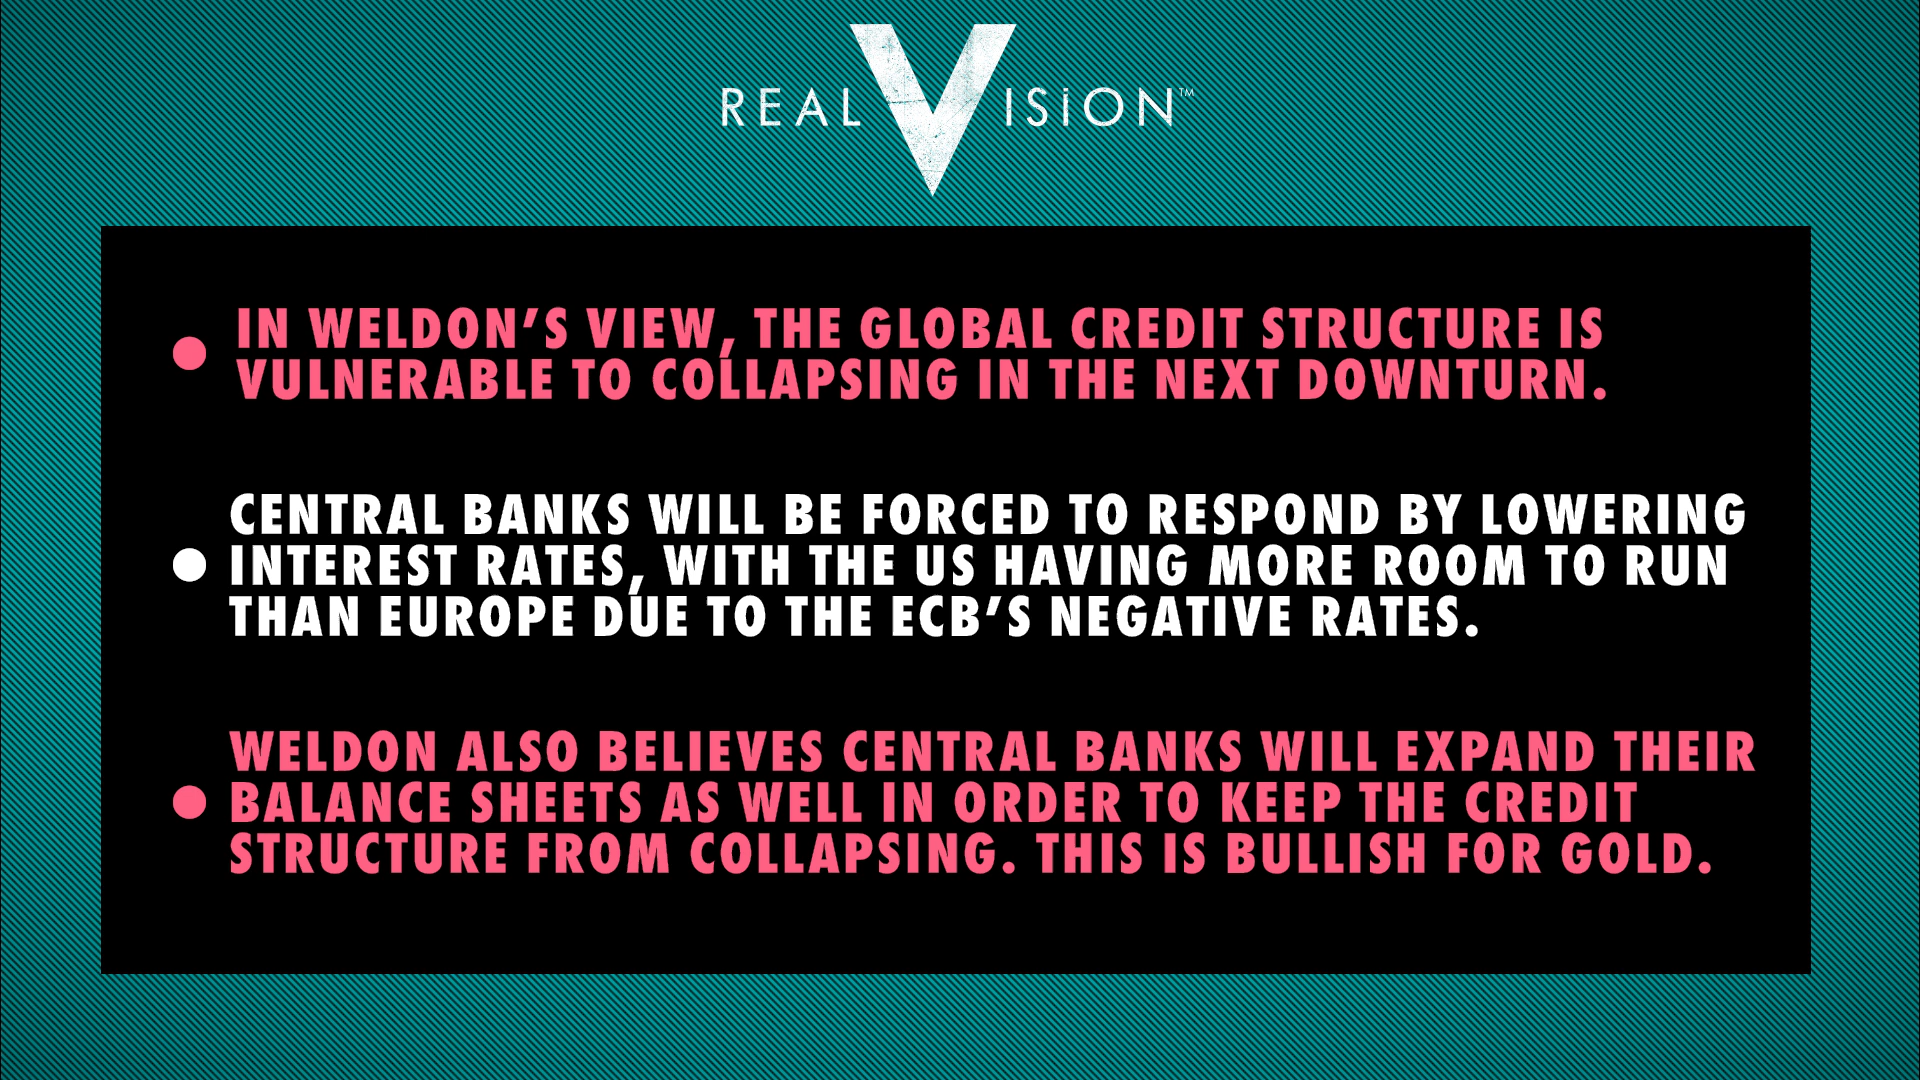 REAL VISION™
IN WELDON'S VIEW, THE GLOBAL CREDIT STRUCTURE IS
VULNERABLE TO COLLAPSING IN THE NEXT DOWNTURN.
CENTRAL BANKS WILL BE FORCED TO RESPOND BY LOWERING
INTEREST RATES, WITH THE US HAVING MORE ROOM TO RUN
THAN EUROPE DUE TO THE ECB'S NEGATIVE RATES.
WELDON ALSO BELIEVES CENTRAL BANKS WILL EXPAND THEIR
BALANCE SHEETS AS WELL IN ORDER TO KEEP THE CREDIT
STRUCTURE FROM COLLAPSING. THIS IS BULLISH FOR GOLD.